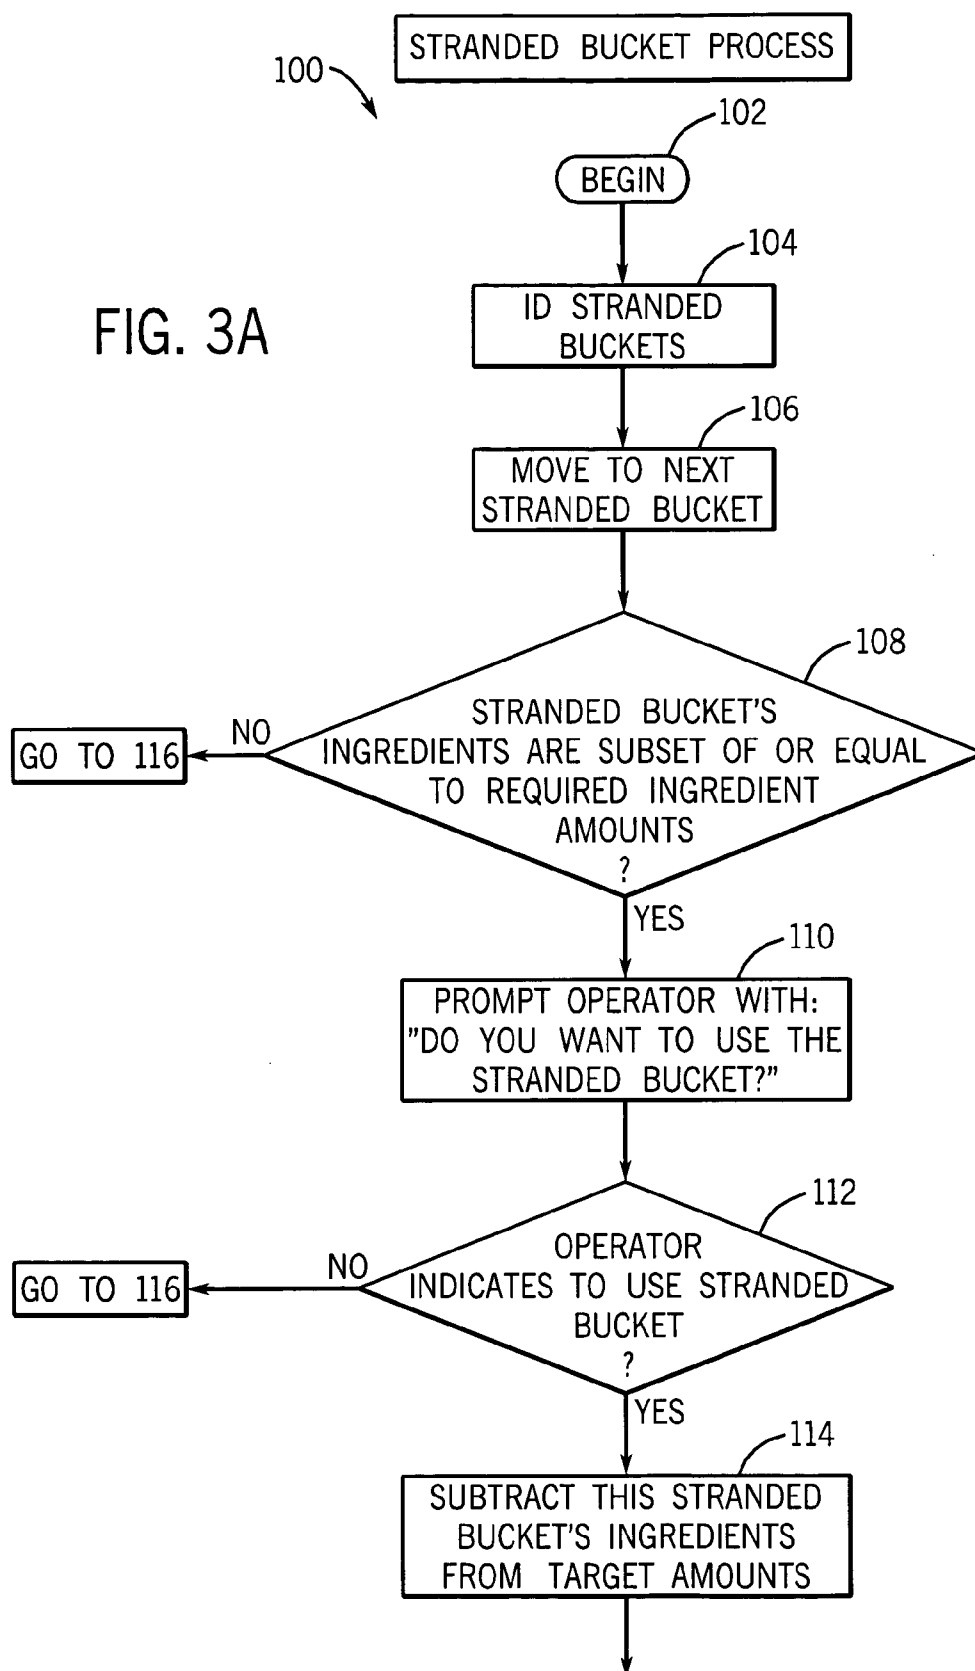 STRANDED BUCKET PROCESS
100
102
BEGIN
104
ID STRANDED
BUCKETS
FIG. 3A
106
MOVE TO NEXT
STRANDED BUCKET
108
STRANDED BUCKET'S
INGREDIENTS ARE SUBSET OF OR EQUAL
TO REQUIRED INGREDIENT
AMOUNTS
?
NO
GO TO 116
YES
110
PROMPT OPERATOR WITH:
"DO YOU WANT TO USE THE
STRANDED BUCKET?"
112
OPERATOR
INDICATES TO USE STRANDED
BUCKET
?
NO
GO TO 116
YES
114
SUBTRACT THIS STRANDED
BUCKET'S INGREDIENTS
FROM TARGET AMOUNTS